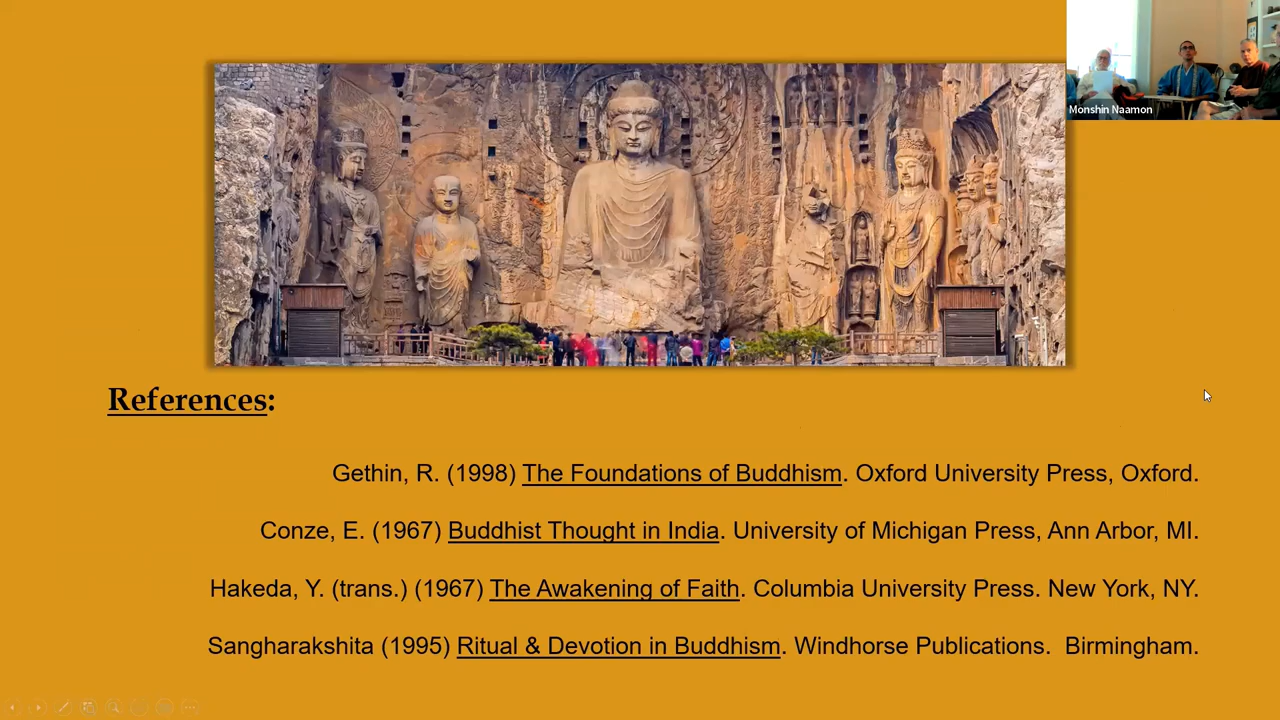 Monshin Naamon
References:
Gethin, R. (1998) The Foundations of Buddhism. Oxford University Press, Oxford.
Conze, E. (1967) Buddhist Thought in India. University of Michigan Press, Ann Arbor, MI.
Hakeda, Y. (trans.) (1967) The Awakening of Faith. Columbia University Press. New York, NY.
Sangharakshita (1995) Ritual & Devotion in Buddhism. Windhorse Publications.  Birmingham.